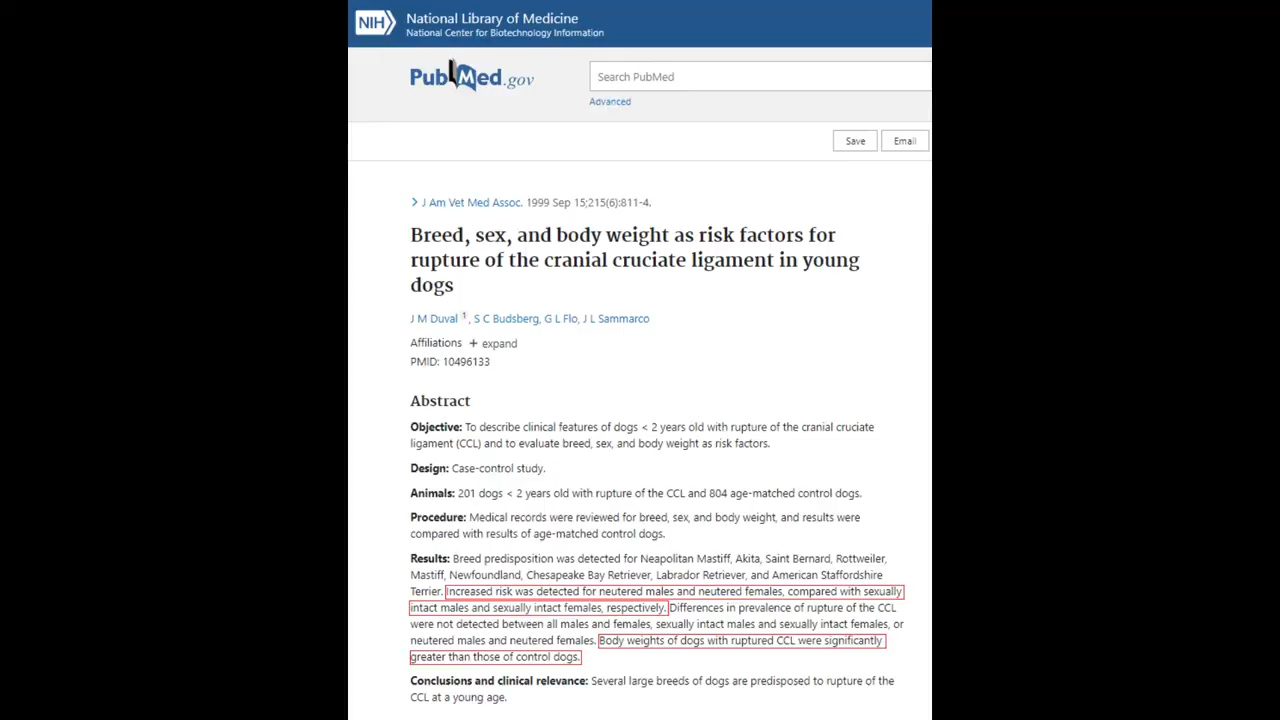 NIH
National Library of Medicine
National Center for Biotechnology Information
PubMed.gov
Search PubMed
Advanced
Save
Email
J Am Vet Med Assoc. 1999 Sep 15;215(6):811-4.
Breed, sex, and body weight as risk factors for
rupture of the cranial cruciate ligament in young
dogs
J M Duval 1, S C Budsberg, G L Flo, J L Sammarco
Affiliations + expand
PMID: 10496133
Abstract
Objective: To describe clinical features of dogs < 2 years old with rupture of the cranial cruciate
ligament (CCL) and to evaluate breed, sex, and body weight as risk factors.
Design: Case-control study.
Animals: 201 dogs < 2 years old with rupture of the CCL and 804 age-matched control dogs.
Procedure: Medical records were reviewed for breed, sex, and body weight, and results were
compared with results of age-matched control dogs.
Results: Breed predisposition was detected for Neapolitan Mastiff, Akita, Saint Bernard, Rottweiler,
Mastiff, Newfoundland, Chesapeake Bay Retriever, Labrador Retriever, and American Staffordshire
Terrier. Increased risk was detected for neutered males and neutered females, compared with sexually
intact males and sexually intact females, respectively. Differences in prevalence of rupture of the CCL
were not detected between all males and females, sexually intact males and sexually intact females, or
neutered males and neutered females. Body weights of dogs with ruptured CCL were significantly
greater than those of control dogs.
Conclusions and clinical relevance: Several large breeds of dogs are predisposed to rupture of the
CCL at a young age.